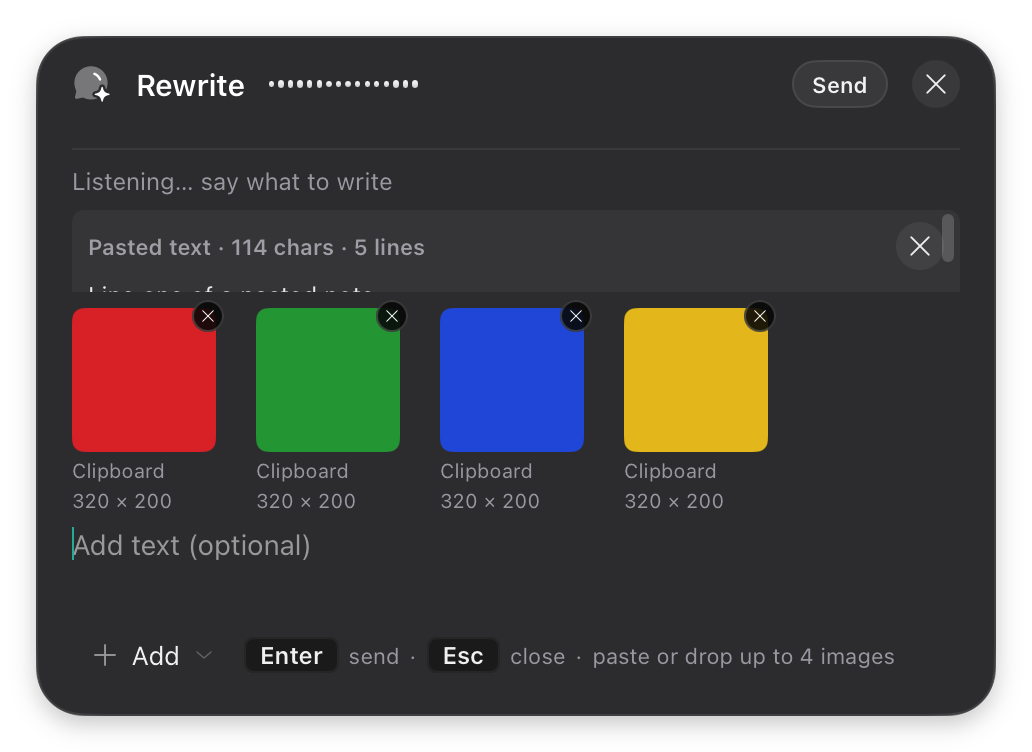 Rewrite
Send
Listening... say what to write
Pasted text · 114 chars · 5 lines
Clipboard Clipboard Clipboard Clipboard
320 × 200 320 × 200 320 × 200 320 × 200
Add text (optional)
Add Enter send · Esc close · paste or drop up to 4 images